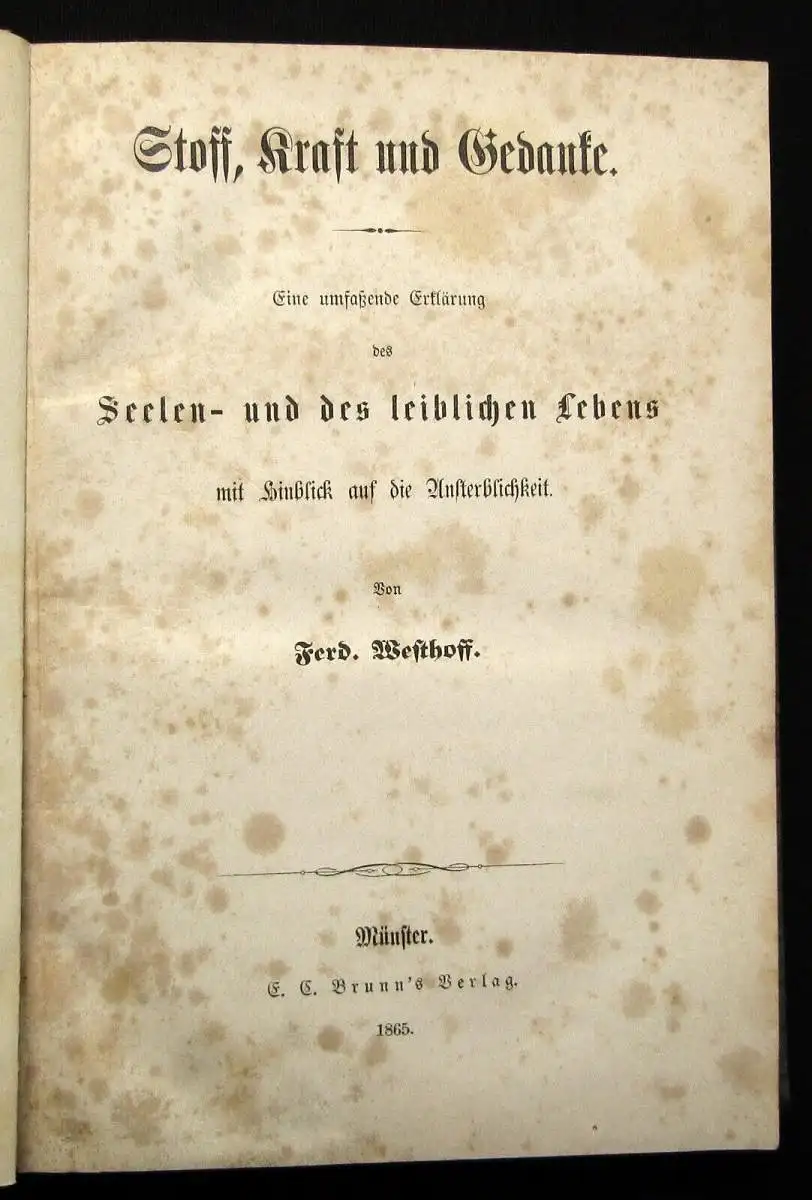 Stoff, Kraft und Gedanke.
Eine umfaßende Erklärung
des
Seelen- und des leiblichen Lebens
mit Hinblick auf die Unsterblichkeit.
Von
Ferd. Westhoff.
Münster.
E. C. Brunn's Verlag.
1865.